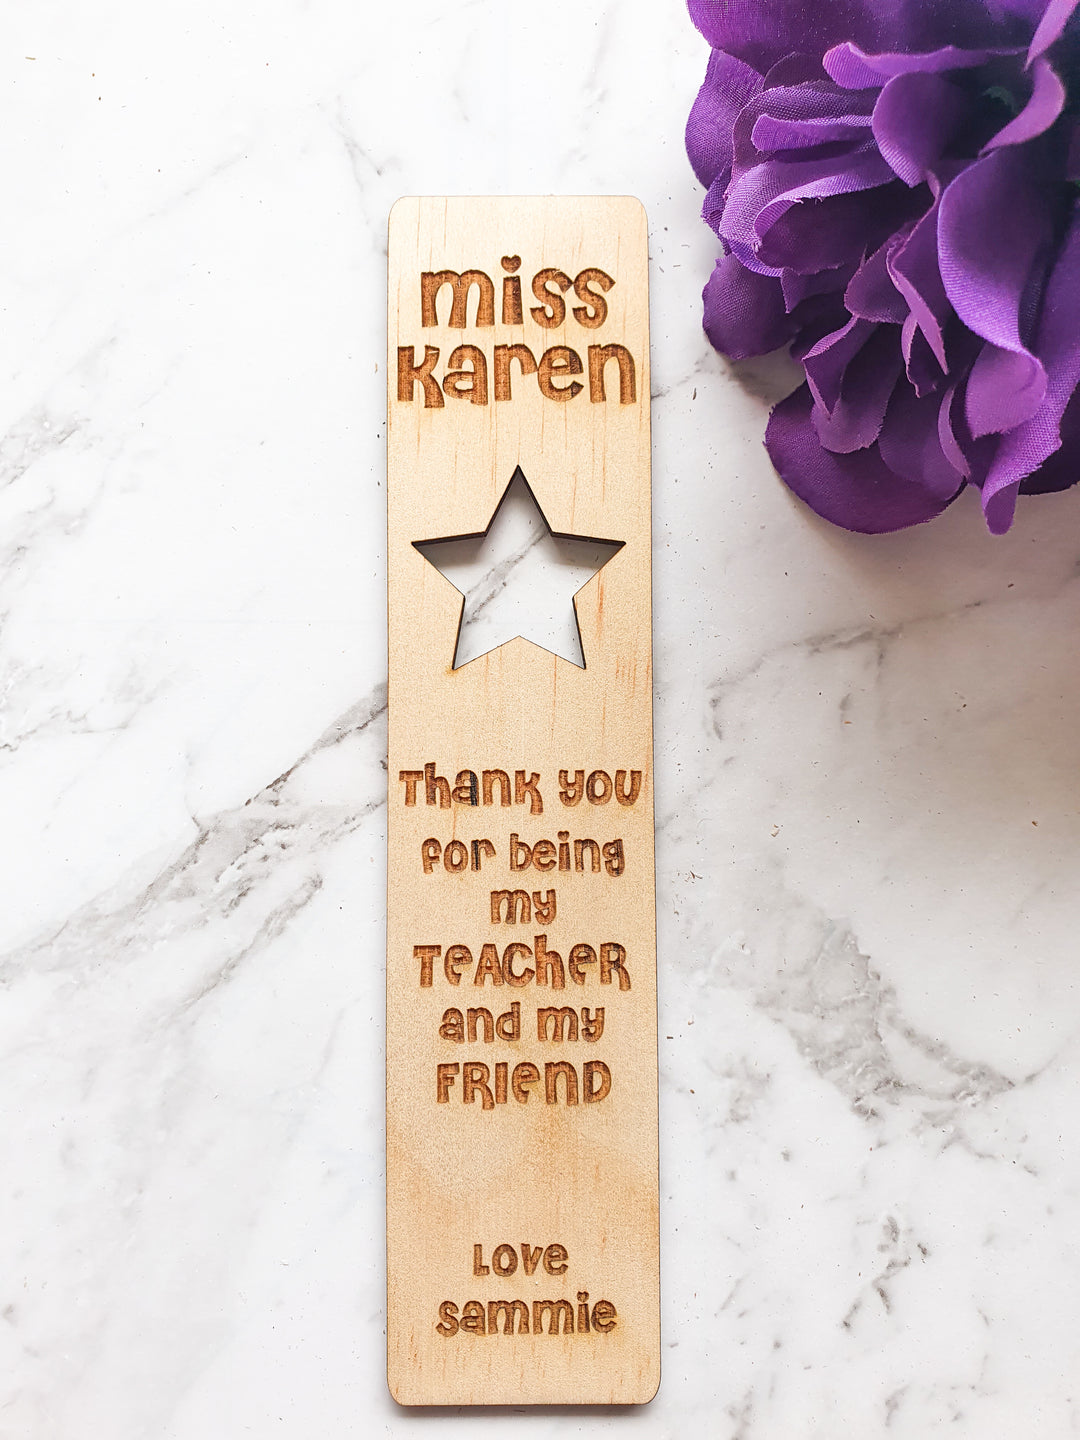 miss
karen
Thank you
for being
my
TeACheR
and my
FRIenD
Love
sammie